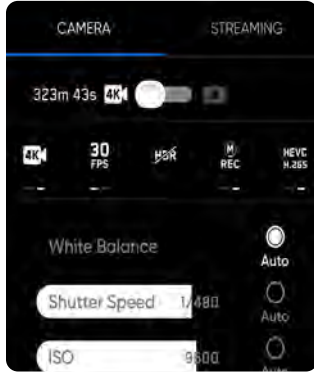 CAMERA STREAMING
323m 43s 4K
4K 30 FPS HDR M REC HEVC H.265
White Balance Auto
Shutter Speed 1/480 Auto
ISO 9600 Auto